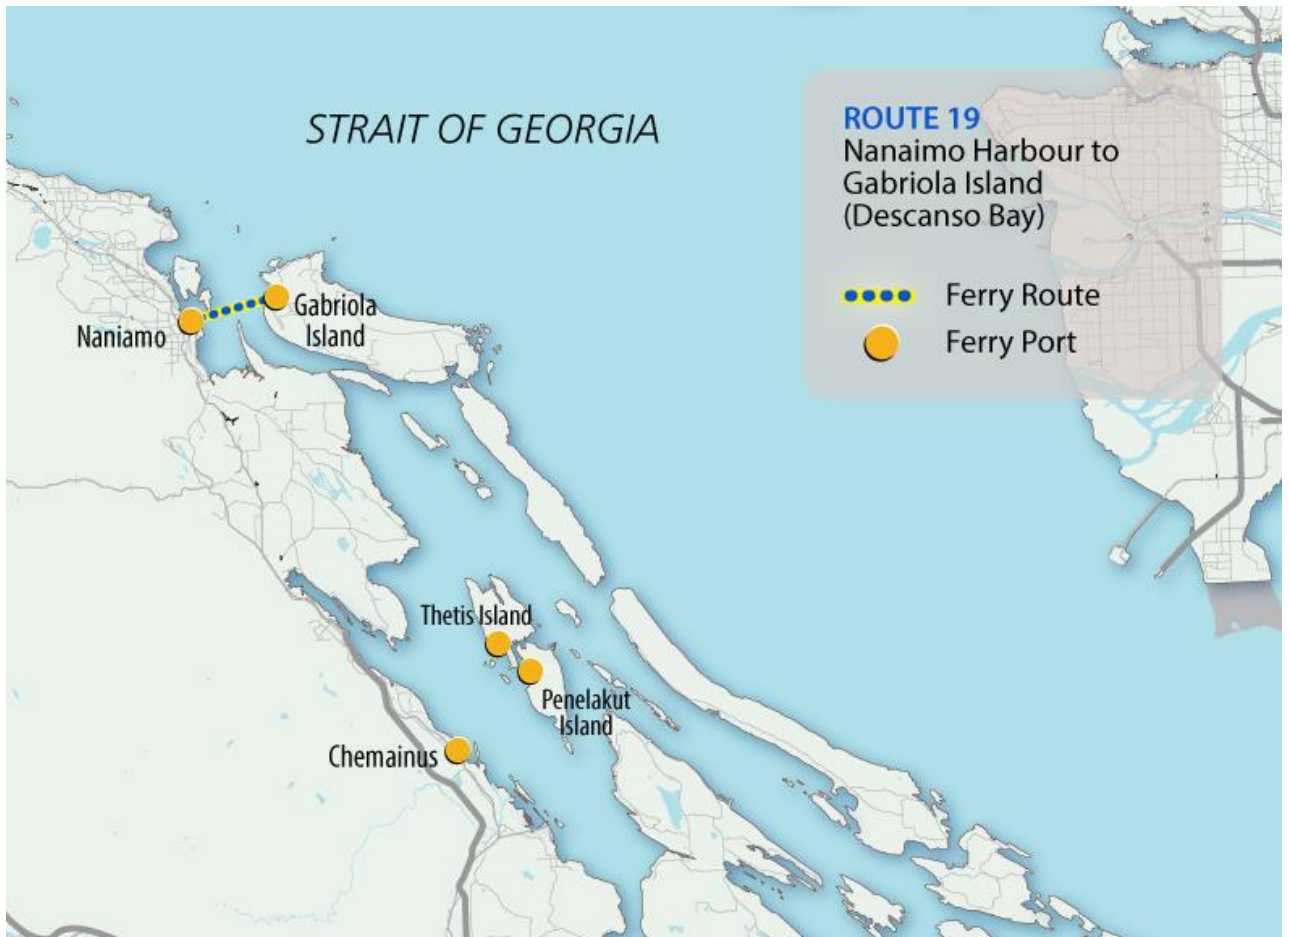 STRAIT OF GEORGIA
ROUTE 19
Nanaimo Harbour to
Gabriola Island
(Descanso Bay)
Ferry Route
Ferry Port
Gabriola
Island
Naniamo
Thetis Island
Penelakut
Island
Chemainus